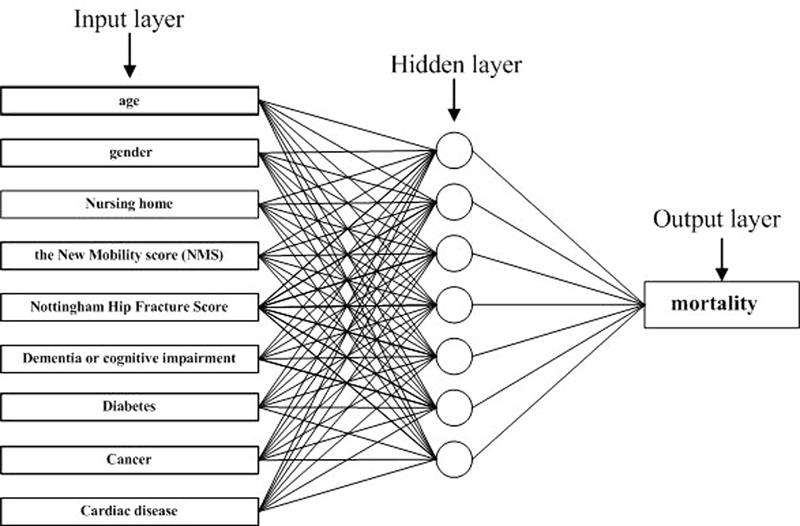 Input layer
Hidden layer
Output layer
age
gender
Nursing home
the New Mobility score (NMS)
Nottingham Hip Fracture Score
Dementia or cognitive impairment
Diabetes
Cancer
Cardiac disease
mortality